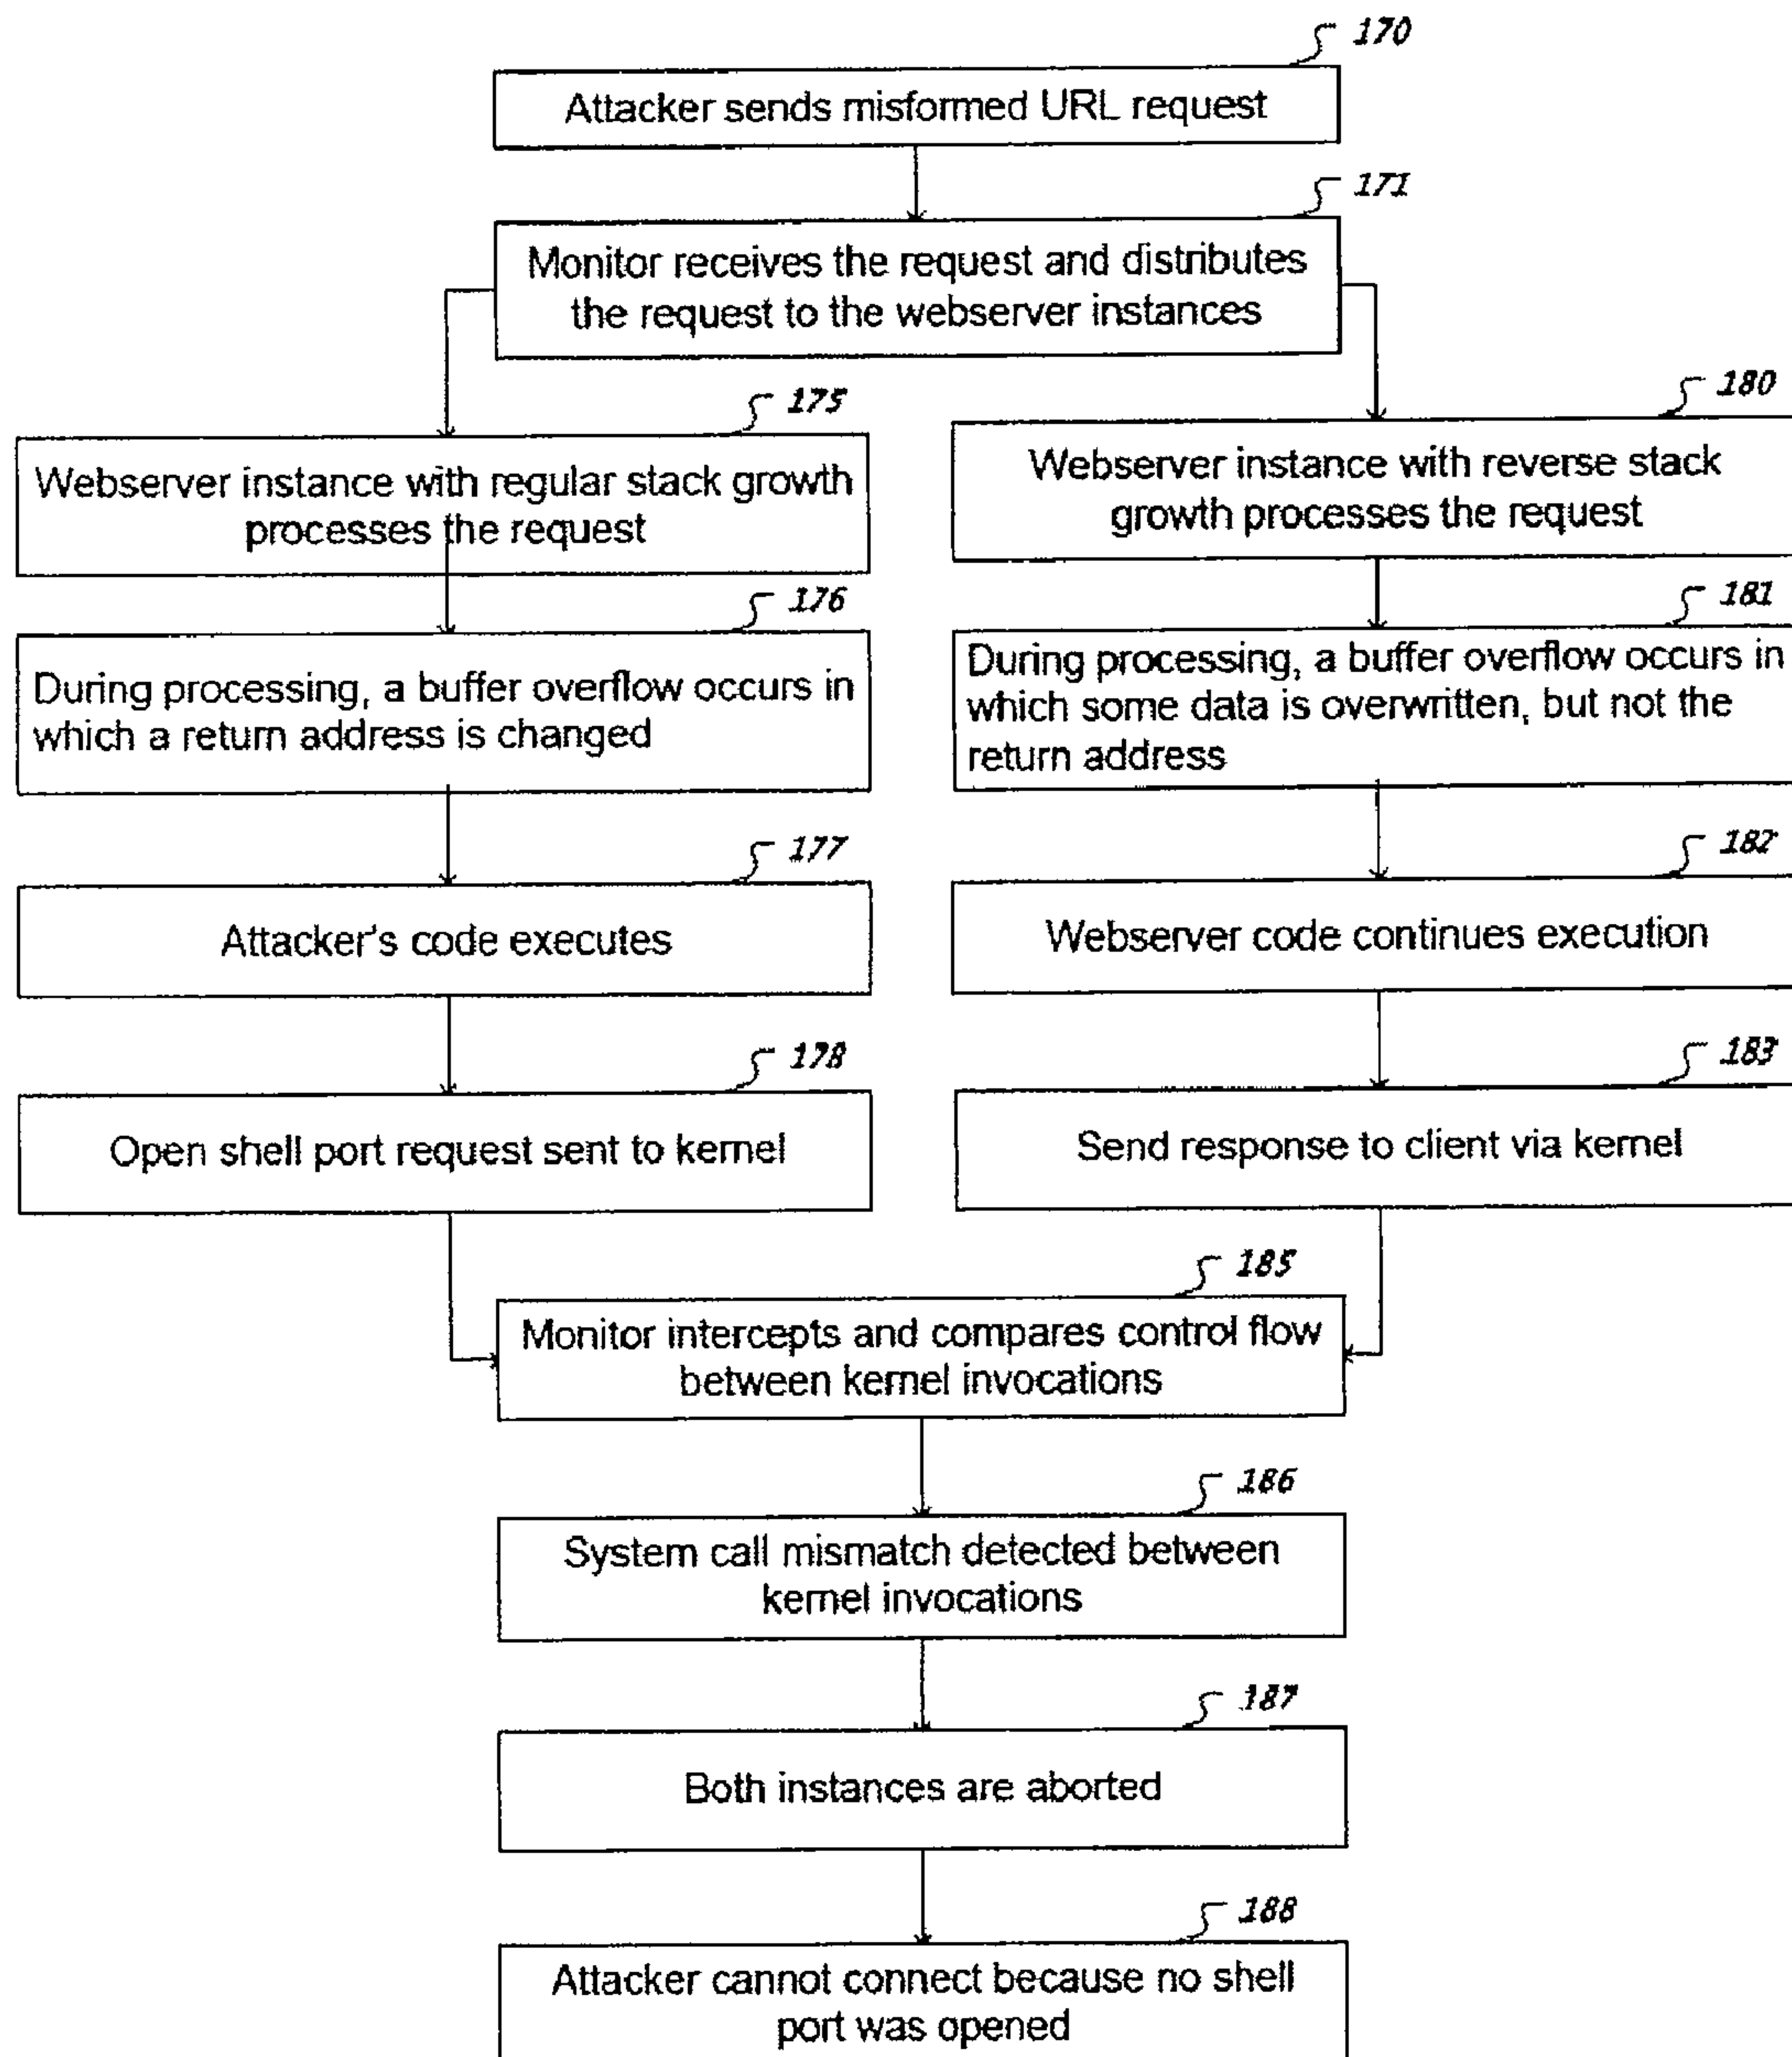 170
Attacker sends misformed URL request
171
Monitor receives the request and distributes
the request to the webserver instances
175
Webserver instance with regular stack growth
processes the request
180
Webserver instance with reverse stack
growth processes the request
176
During processing, a buffer overflow occurs in
which a return address is changed
181
During processing, a buffer overflow occurs in
which some data is overwritten, but not the
return address
177
Attacker's code executes
182
Webserver code continues execution
178
Open shell port request sent to kernel
183
Send response to client via kernel
185
Monitor intercepts and compares control flow
between kernel invocations
186
System call mismatch detected between
kernel invocations
187
Both instances are aborted
188
Attacker cannot connect because no shell
port was opened